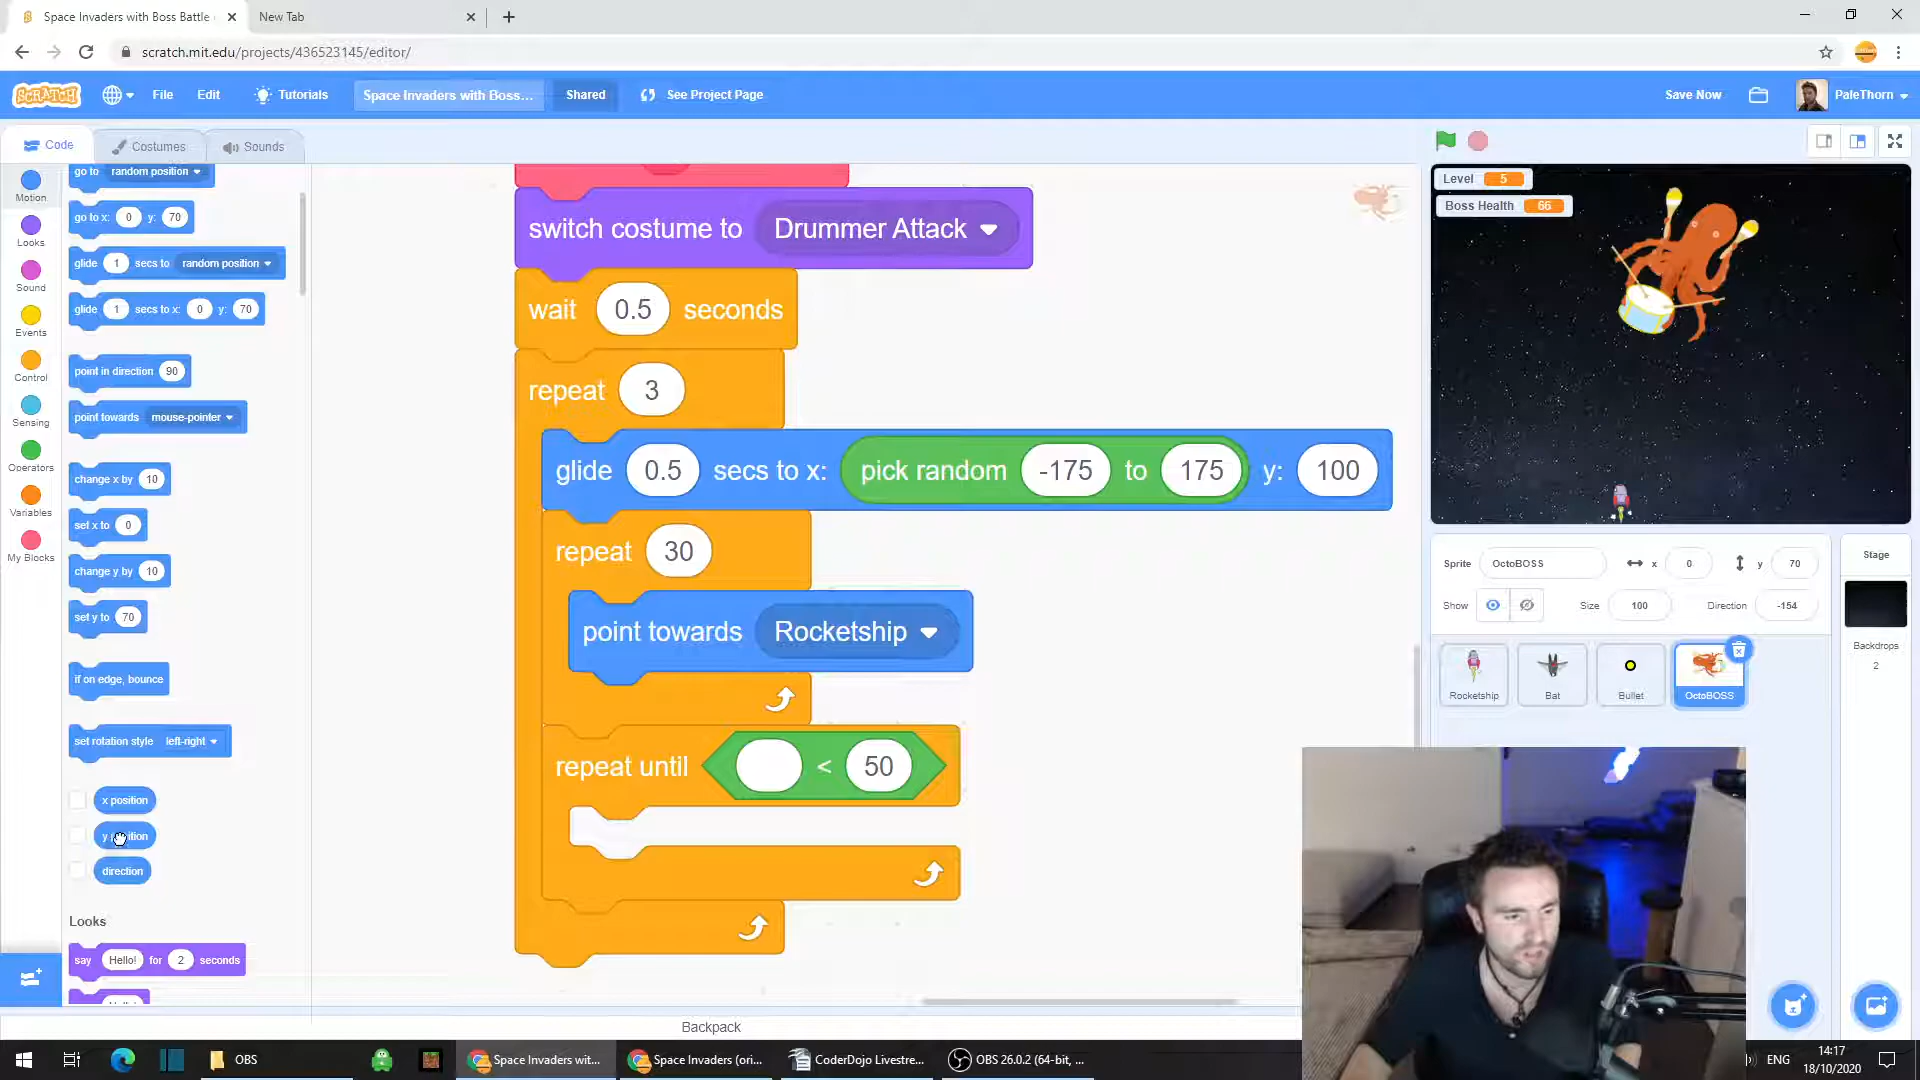 Space Invaders with Boss Battle
New Tab
scratch.mit.edu/projects/436523145/editor/
SCRATCH
File
Edit
Tutorials
Space Invaders with Boss...
Shared
See Project Page
Save Now
PaleThorn
Code
Costumes
Sounds
Motion
Looks
Sound
Events
Control
Sensing
Operators
Variables
My Blocks
go to random position
go to x: 0 y: 70
glide 1 secs to random position
glide 1 secs to x: 0 y: 70
point in direction 90
point towards mouse-pointer
change x by 10
set x to 0
change y by 10
set y to 70
if on edge, bounce
set rotation style left-right
x position
direction
Looks
say Hello! for 2 seconds
switch costume to Drummer Attack
wait 0.5 seconds
repeat 3
glide 0.5 secs to x: pick random -175 to 175 y: 100
repeat 30
point towards Rocketship
repeat until < 50
Level 5
Boss Health 66
Sprite OctoBOSS x 0 y 70
Show Size 100 Direction -154
Rocketship
Bat
Bullet
OctoBOSS
Stage
Backdrops
2
Backpack
OBS
Space Invaders wit...
Space Invaders (ori...
CoderDojo Livestre...
OBS 26.0.2 (64-bit, ...
ENG
14:17
18/10/2020